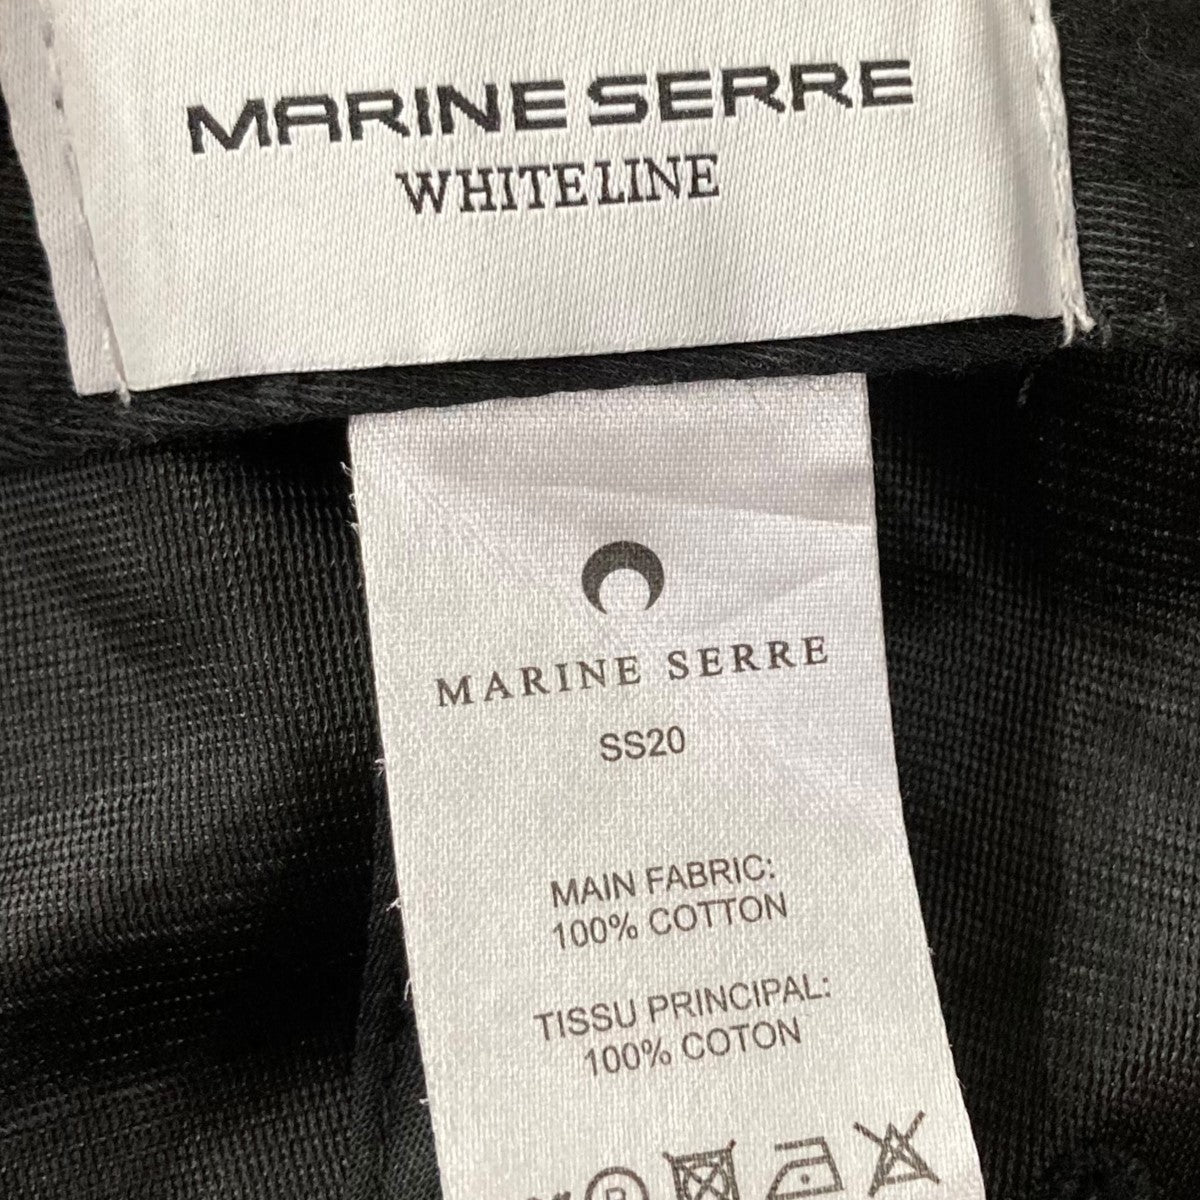 MARINE SERRE
WHITE LINE
MARINE SERRE
SS20
MAIN FABRIC:
100% COTTON
TISSU PRINCIPAL:
100% COTON
P